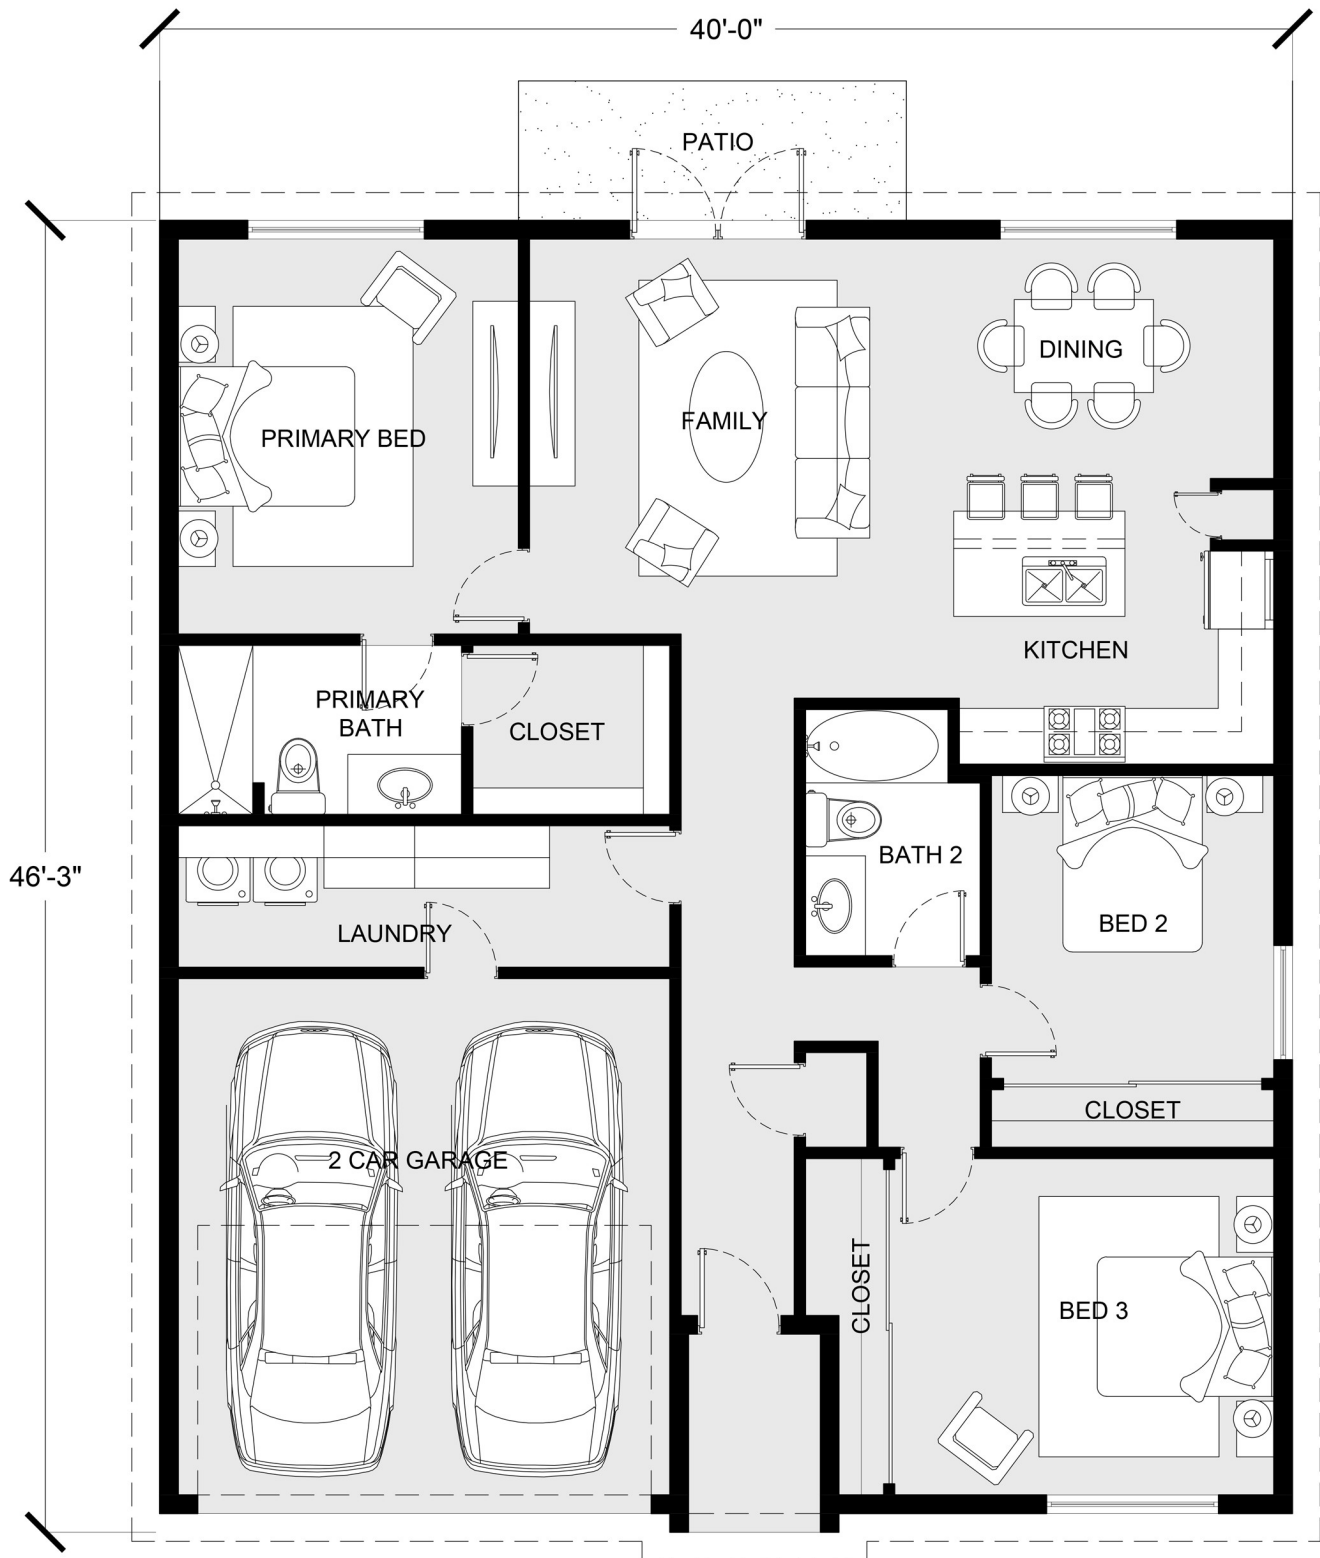 40'-0"
PATIO
DINING
FAMILY
PRIMARY BED
KITCHEN
PRIMARY
BATH
CLOSET
BATH 2
46'-3"
BED 2
LAUNDRY
CLOSET
2 CAR GARAGE
CLOSET
BED 3